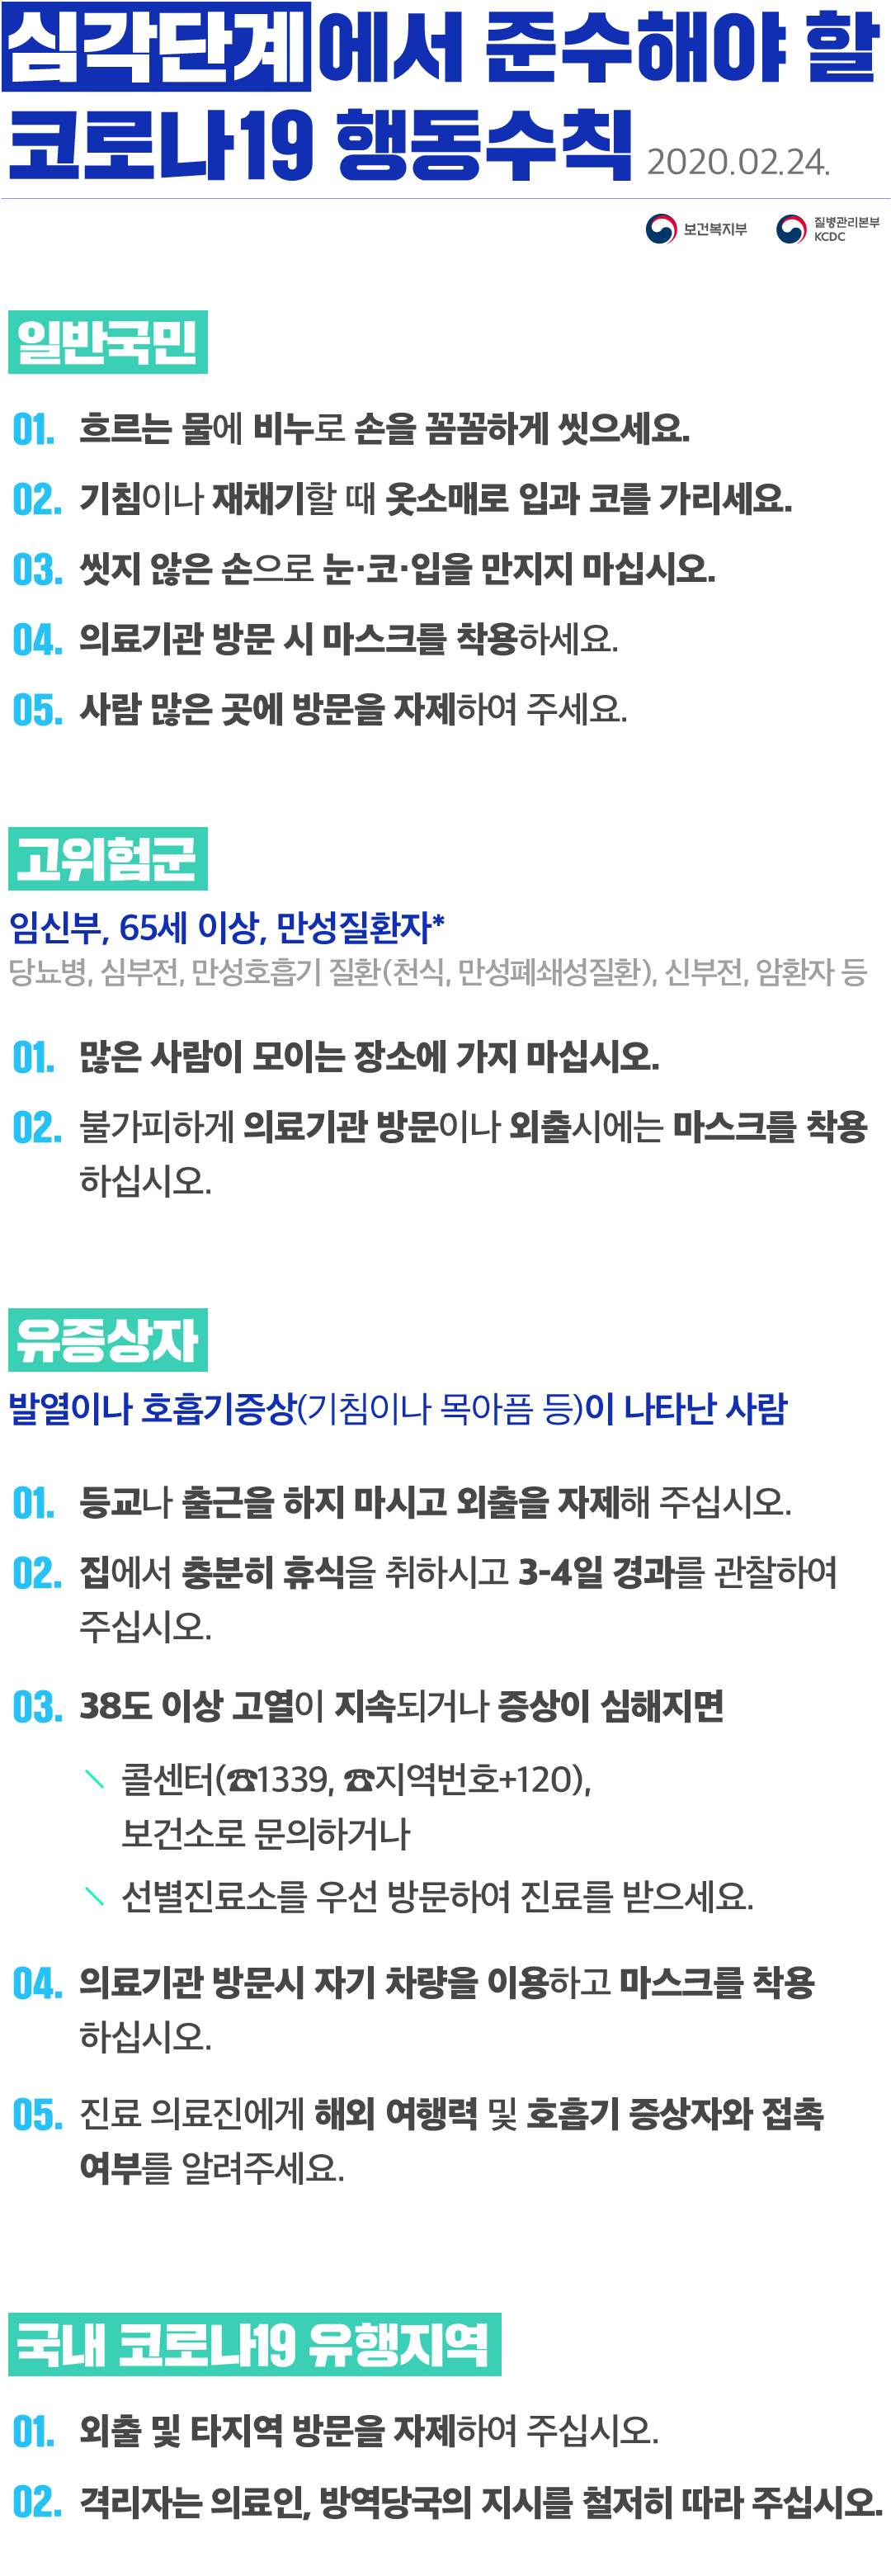 심각단계에서 준수해야 할
코로나19 행동수칙 2020.02.24.
보건복지부
질병관리본부
KCDC
일반국민
01. 흐르는 물에 비누로 손을 꼼꼼하게 씻으세요.
02. 기침이나 재채기할 때 옷소매로 입과 코를 가리세요.
03. 씻지 않은 손으로 눈·코·입을 만지지 마십시오.
04. 의료기관 방문 시 마스크를 착용하세요.
05. 사람 많은 곳에 방문을 자제하여 주세요.
고위험군
임신부, 65세 이상, 만성질환자*
당뇨병, 심부전, 만성호흡기 질환(천식, 만성폐쇄성질환), 신부전, 암환자 등
01. 많은 사람이 모이는 장소에 가지 마십시오.
02. 불가피하게 의료기관 방문이나 외출시에는 마스크를 착용
하십시오.
유증상자
발열이나 호흡기증상(기침이나 목아픔 등)이 나타난 사람
01. 등교나 출근을 하지 마시고 외출을 자제해 주십시오.
02. 집에서 충분히 휴식을 취하시고 3-4일 경과를 관찰하여
주십시오.
03. 38도 이상 고열이 지속되거나 증상이 심해지면
\ 콜센터(☎1339, ☎지역번호+120),
보건소로 문의하거나
\ 선별진료소를 우선 방문하여 진료를 받으세요.
04. 의료기관 방문시 자기 차량을 이용하고 마스크를 착용
하십시오.
05. 진료 의료진에게 해외 여행력 및 호흡기 증상자와 접촉
여부를 알려주세요.
국내 코로나19 유행지역
01. 외출 및 타지역 방문을 자제하여 주십시오.
02. 격리자는 의료인, 방역당국의 지시를 철저히 따라 주십시오.